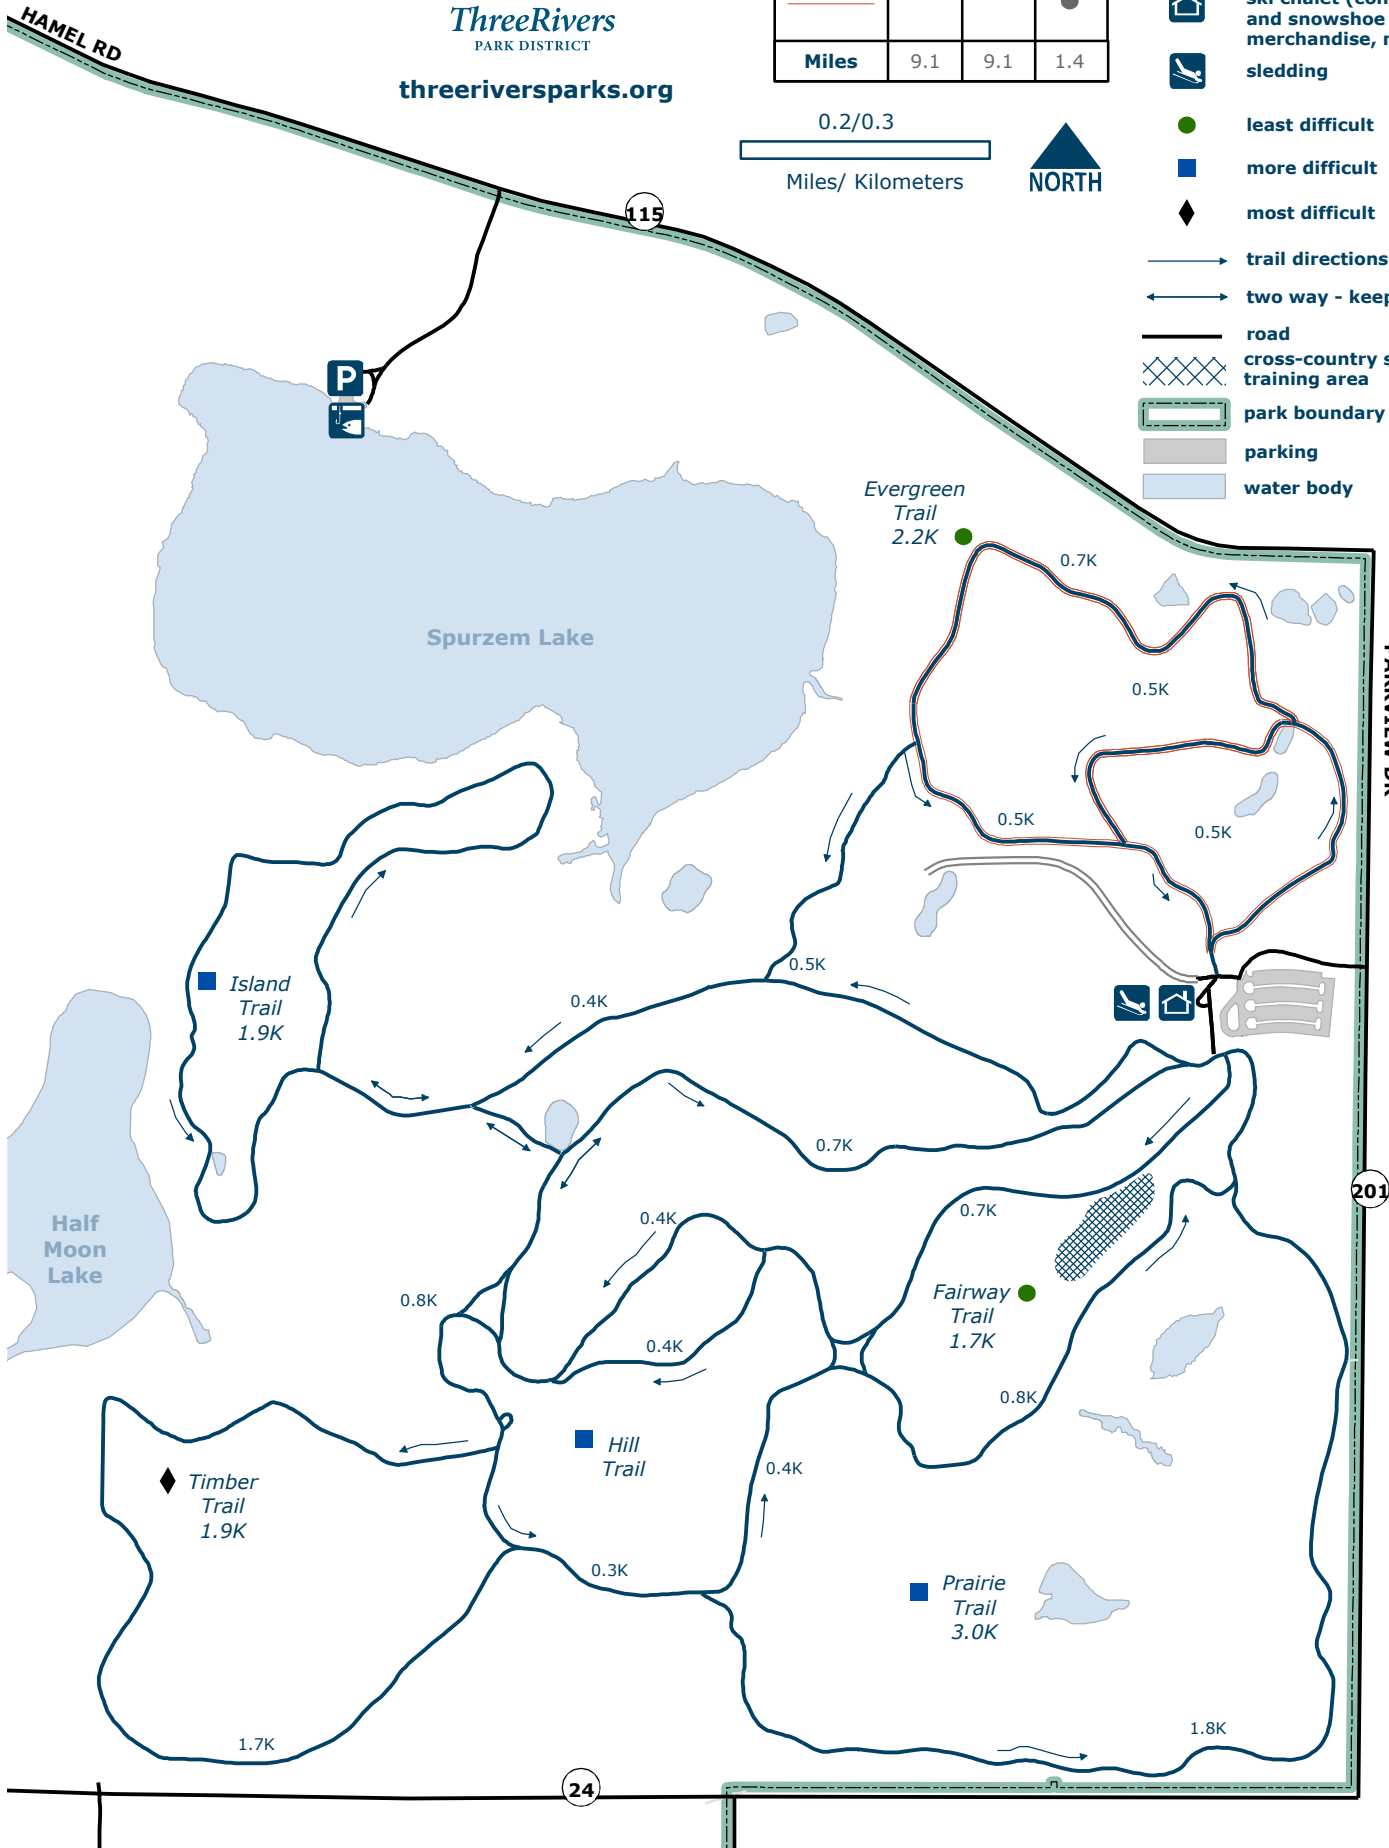 HAMEL RD
ThreeRivers
PARK DISTRICT
threeriversparks.org
Miles 9.1 9.1 1.4
0.2/0.3
Miles/ Kilometers
NORTH
and snowshoe
merchandise,
sledding
least difficult
more difficult
most difficult
trail directions
two way - keep
road
cross-country
training area
park boundary
parking
water body
115
P
Evergreen
Trail
2.2K
0.7K
Spurzem Lake
0.5K
0.5K
0.5K
0.5K
Island
Trail
1.9K
0.4K
0.7K
201
Half
Moon
Lake
0.4K
0.7K
0.8K
Fairway
Trail
1.7K
0.4K
0.8K
Hill
Trail
0.4K
Timber
Trail
1.9K
0.3K
Prairie
Trail
3.0K
1.7K
1.8K
24